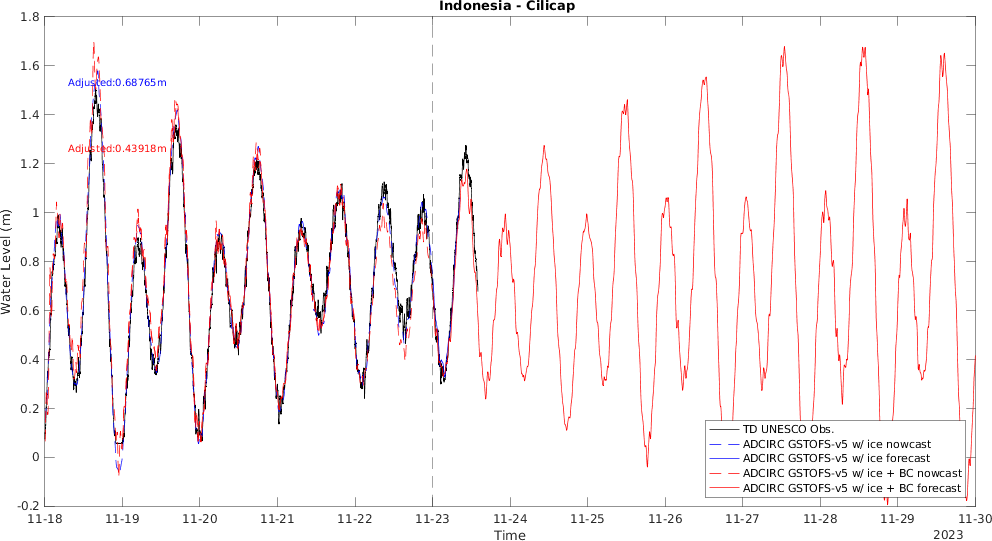 Indonesia - Cilicap
1.8
1.6
1.4
1.2
1
0.8
0.6
0.4
0.2
0
-0.2
Water Level (m)
Adjusted:0.68765m
Adjusted:0.43918m
TD UNESCO Obs.
ADCIRC GSTOFS-v5 w/ ice nowcast
ADCIRC GSTOFS-v5 w/ ice forecast
ADCIRC GSTOFS-v5 w/ ice + BC nowcast
ADCIRC GSTOFS-v5 w/ ice + BC forecast
11-18 11-19 11-20 11-21 11-22 11-23 11-24 11-25 11-26 11-27 11-28 11-29 11-30
Time
2023